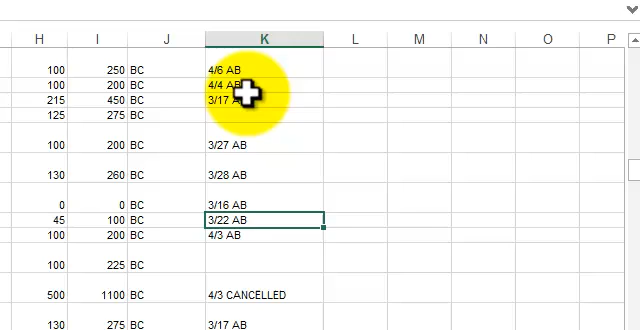 H I J K L M N O P
100 250 BC 4/6 AB
100 200 BC 4/4 AB
215 450 BC 3/17 AB
125 275 BC
100 200 BC 3/27 AB
130 260 BC 3/28 AB
0 0 BC 3/16 AB
45 100 BC 3/22 AB
100 200 BC 4/3 AB
100 225 BC
500 1100 BC 4/3 CANCELLED
130 275 BC 3/17 AB